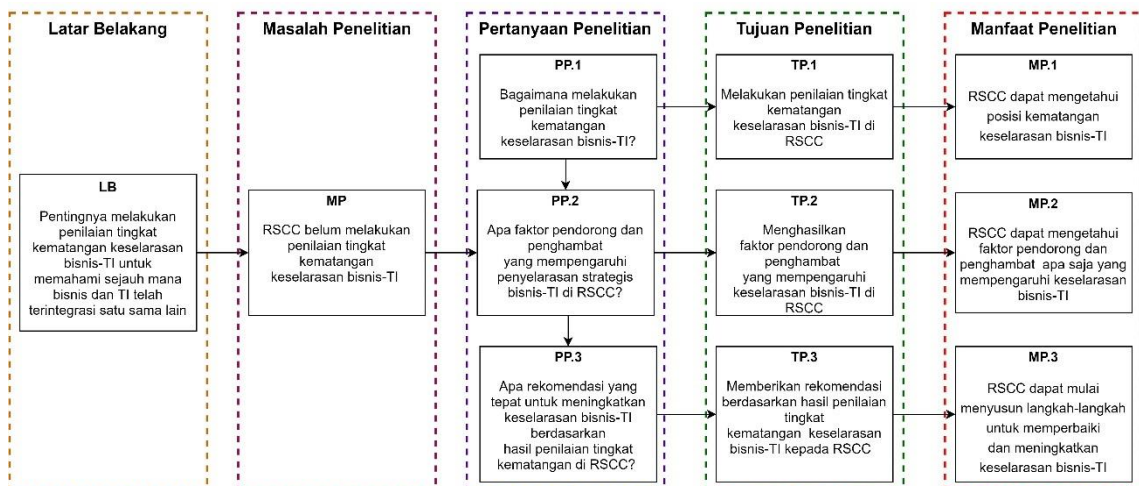 Latar Belakang
LB
Pentingnya melakukan
penilaian tingkat
kematangan keselarasan
bisnis-TI untuk
memahami sejauh mana
bisnis dan TI telah
terintegrasi satu sama lain
Masalah Penelitian
MP
RSCC belum melakukan
penilaian tingkat
kematangan
keselarasan bisnis-TI
Pertanyaan Penelitian
PP.1
Bagaimana melakukan
penilaian tingkat
kematangan
keselarasan bisnis-TI?
PP.2
Apa faktor pendorong dan
penghambat
yang mempengaruhi
penyelarasan strategis
bisnis-TI di RSCC?
PP.3
Apa rekomendasi yang
tepat untuk meningkatkan
keselarasan bisnis-TI
berdasarkan
hasil penilaian tingkat
kematangan di RSCC?
Tujuan Penelitian
TP.1
Melakukan penilaian tingkat
kematangan
keselarasan bisnis-TI di
RSCC
TP.2
Menghasilkan
faktor pendorong dan
penghambat
yang mempengaruhi
keselarasan bisnis-TI di
RSCC
TP.3
Memberikan rekomendasi
berdasarkan hasil penilaian
tingkat
kematangan keselarasan
bisnis-TI kepada RSCC
Manfaat Penelitian
MP.1
RSCC dapat mengetahui
posisi kematangan
keselarasan bisnis-TI
MP.2
RSCC dapat mengetahui
faktor pendorong dan
penghambat apa saja yang
mempengaruhi keselarasan
bisnis-TI
MP.3
RSCC dapat mulai
menyusun langkah-langkah
untuk memperbaiki
dan meningkatkan
keselarasan bisnis-TI